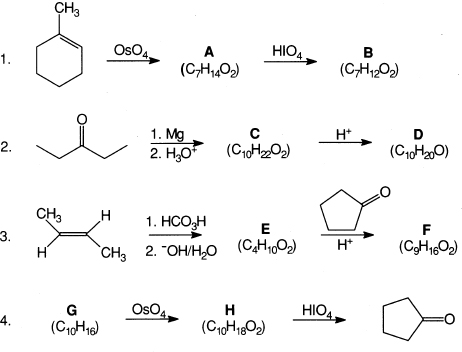 CH3
1. OsO4 A HIO4 B
(C7H14O2) (C7H12O2)
O
2. 1. Mg C H+ D
2. H3O+ (C10H22O2) (C10H20O)
O
CH3 H
3. 1. HCO3H E F
H CH3 2. -OH/H2O (C4H10O2) H+ (C9H16O2)
4. G OsO4 H HIO4 O
(C10H16) (C10H18O2)